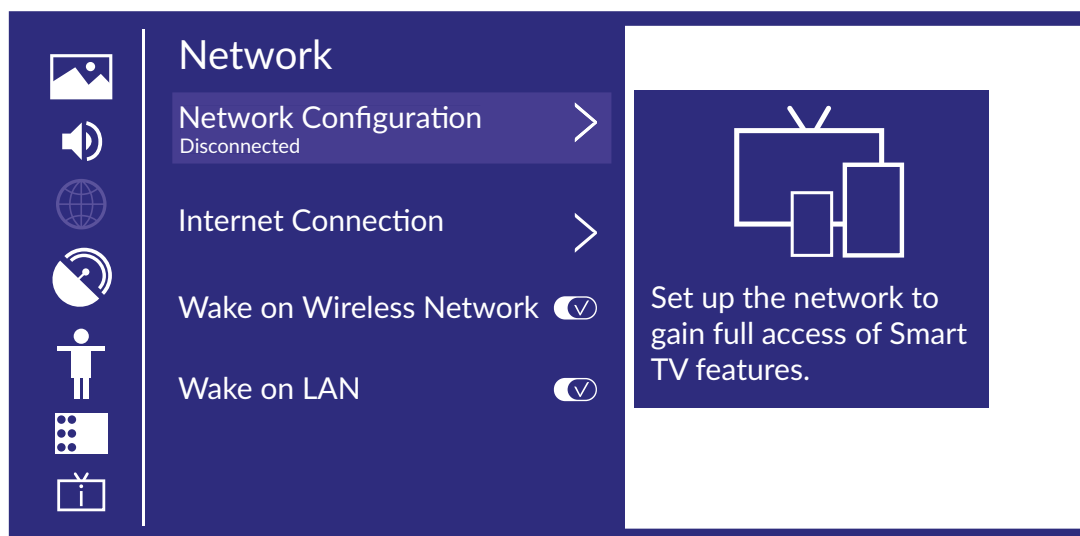 Network
Network Configuration
Disconnected
Internet Connection
Wake on Wireless Network
Wake on LAN
Set up the network to
gain full access of Smart
TV features.
i